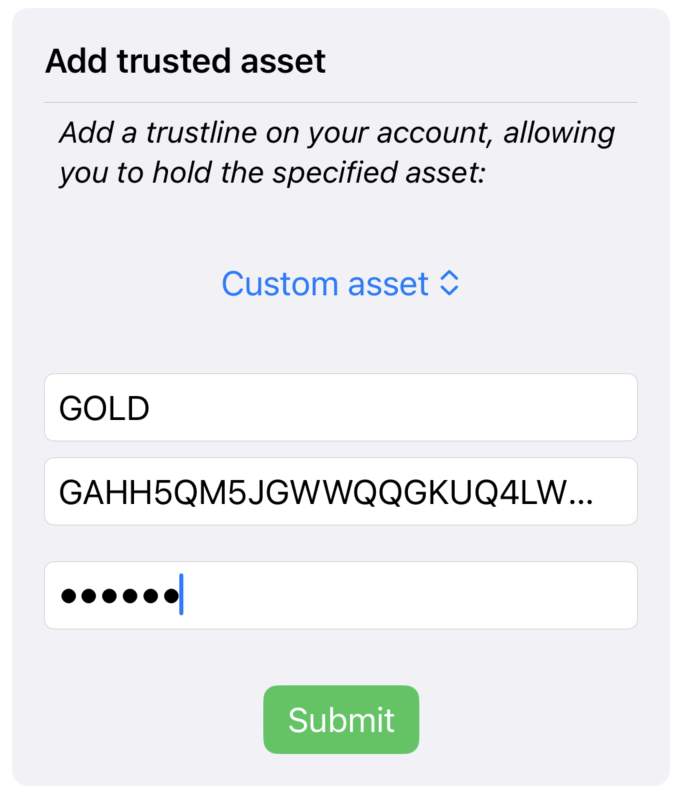 Add trusted asset
Add a trustline on your account, allowing
you to hold the specified asset:
Custom asset
GOLD
GAHH5QM5JGWWQQGKUQ4LW...
••••••
Submit